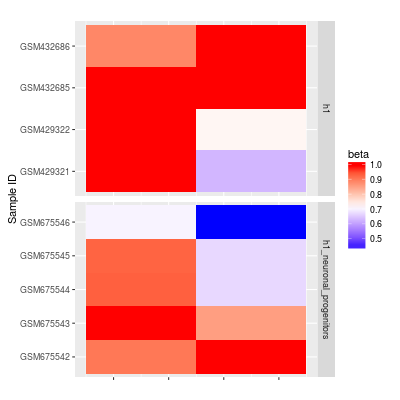 GSM432686
GSM432685
GSM429322
GSM429321
h1
GSM675546
GSM675545
GSM675544
GSM675543
GSM675542
h1_neuronal_progenitors
Sample ID
beta
1.0
0.9
0.8
0.7
0.6
0.5